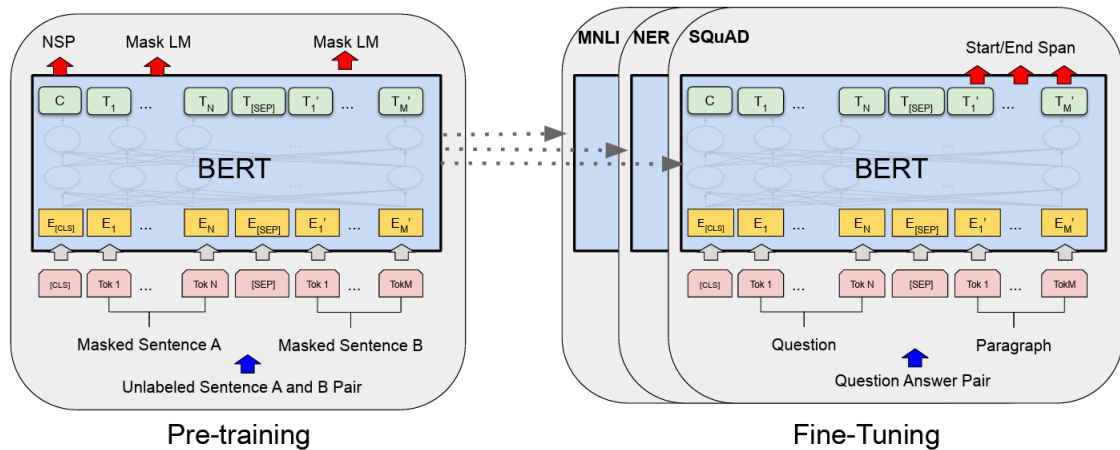 NSP Mask LM Mask LM
C T1 ... TN T[SEP] T1' ... TM'
...
BERT
...
E[CLS] E1 ... EN E[SEP] E1' ... EM'
[CLS] Tok 1 ... Tok N [SEP] Tok 1 ... TokM
Masked Sentence A Masked Sentence B
Unlabeled Sentence A and B Pair
Pre-training
MNLI NER SQuAD
Start/End Span
C T1 ... TN T[SEP] T1' ... TM'
...
BERT
...
E[CLS] E1 ... EN E[SEP] E1' ... EM'
[CLS] Tok 1 ... Tok N [SEP] Tok 1 ... TokM
Question Paragraph
Question Answer Pair
Fine-Tuning